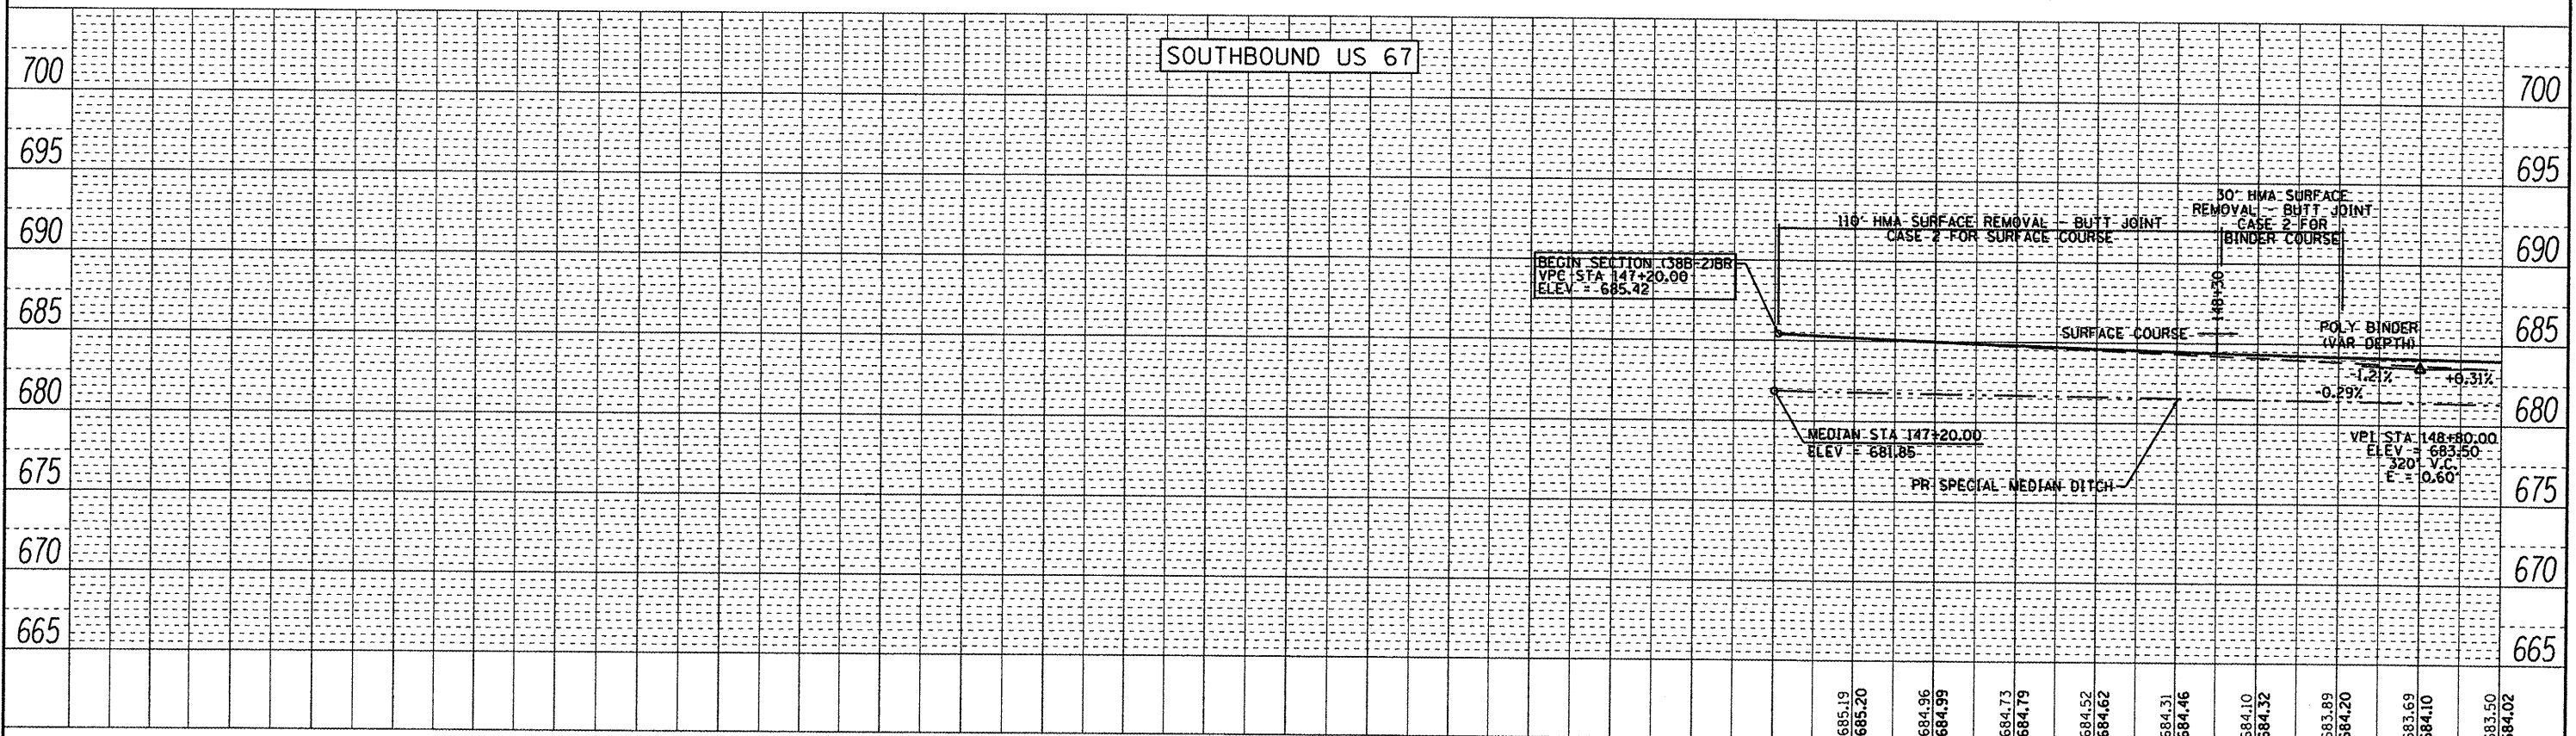 SOUTHBOUND US 67
700
700
695
695
690
690
685
685
680
680
675
675
670
670
665
665
110' HMA SURFACE REMOVAL - BUTT JOINT
CASE 2 FOR SURFACE COURSE
30' HMA SURFACE
REMOVAL - BUTT JOINT
CASE 2 FOR
BINDER COURSE
BEGIN SECTION (38B-2)BR
VPC STA 147+20.00
ELEV = 685.42
148+30
SURFACE COURSE
POLY BINDER
(VAR DEPTH)
-1.21%
+0.31%
-0.29%
MEDIAN STA 147+20.00
ELEV = 681.85
PR SPECIAL MEDIAN DITCH
VPI STA 148+80.00
ELEV = 683.50
320' V.C.
E = 0.60'
685.19
685.20
684.96
684.99
684.73
684.79
684.52
684.62
684.31
684.46
684.10
684.32
683.89
684.20
683.69
684.10
683.50
684.02